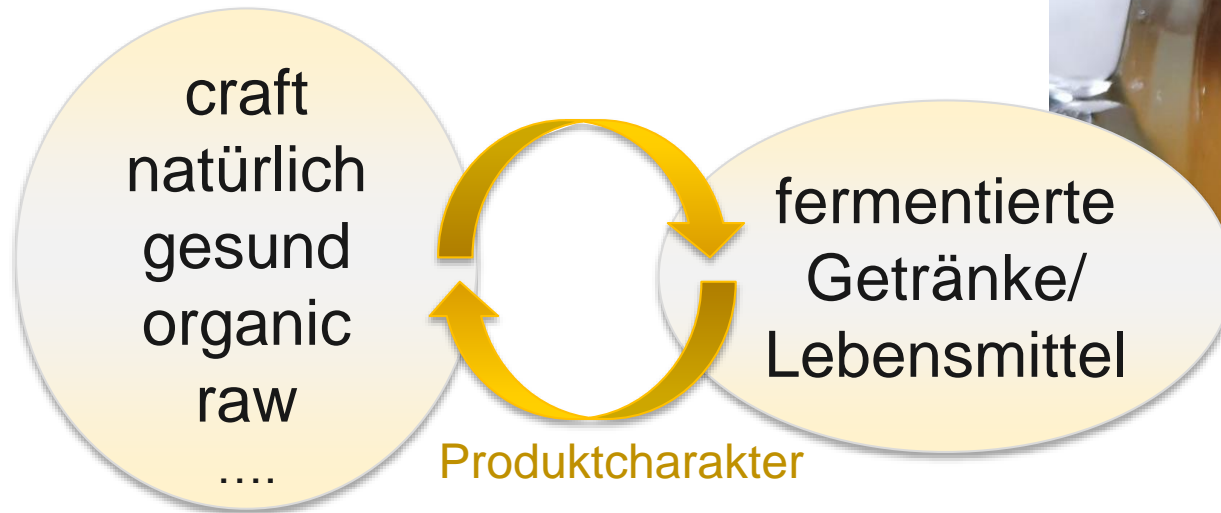 craft
natürlich
gesund
organic
raw
....
fermentierte
Getränke/
Lebensmittel
Produktcharakter